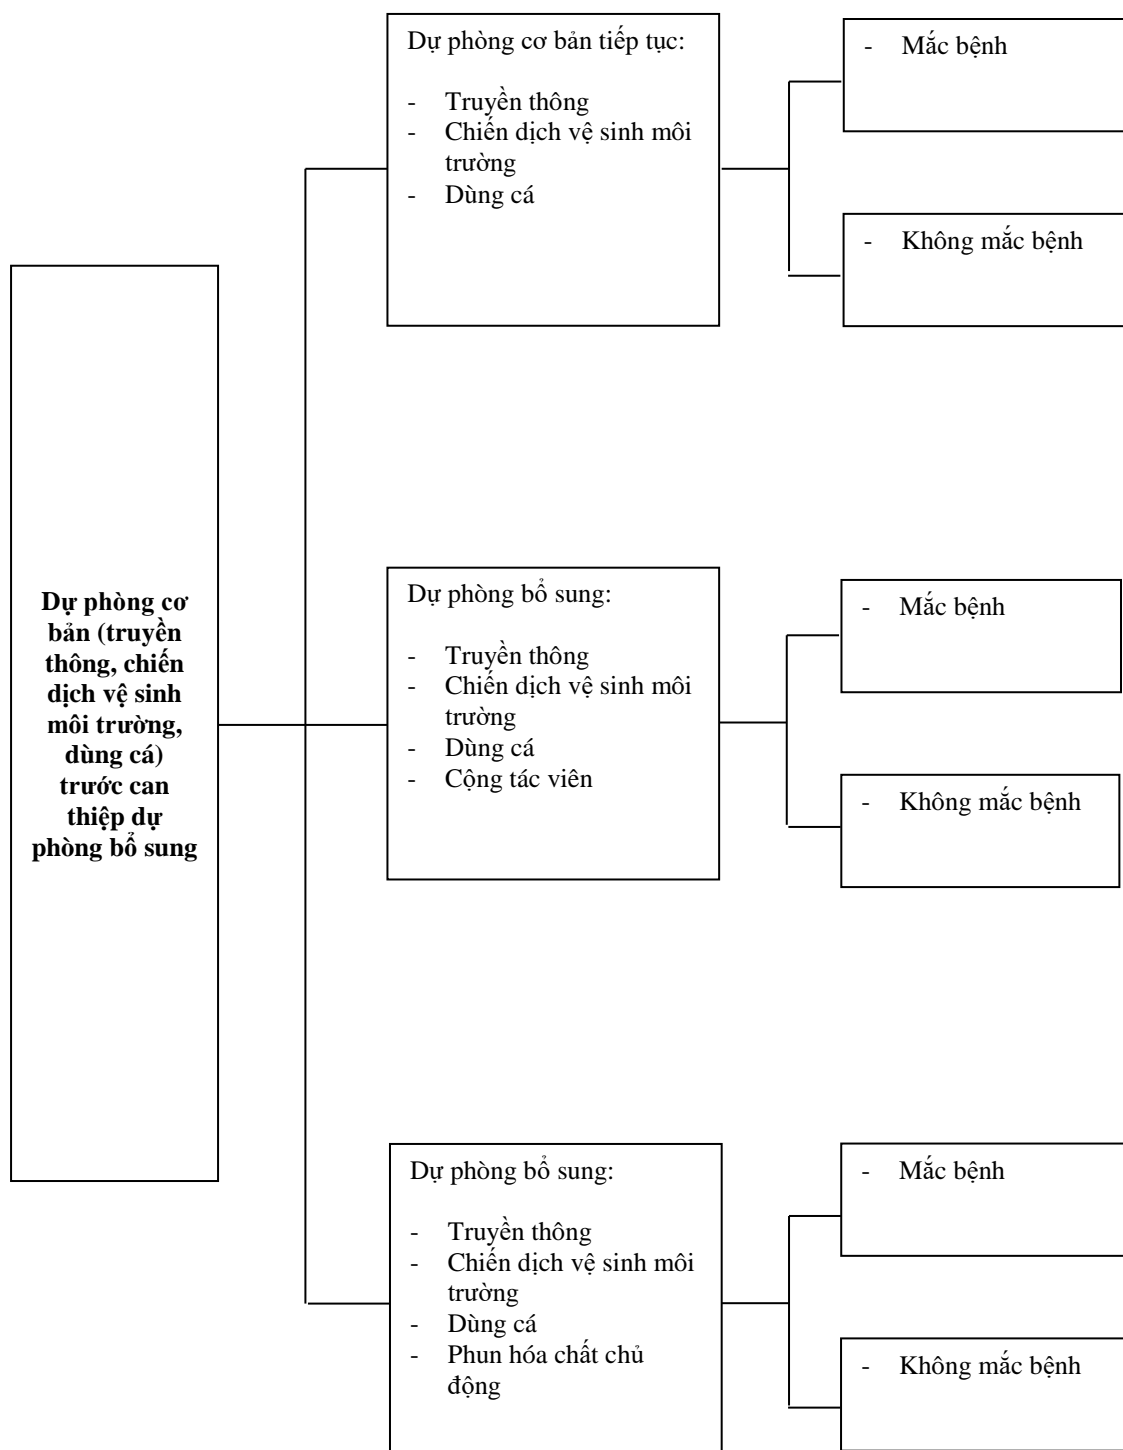 Dự phòng cơ
bản (truyền
thông, chiến
dịch vệ sinh
môi trường,
dùng cá)
trước can
thiệp dự
phòng bổ sung
Dự phòng cơ bản tiếp tục:
- Truyền thông
- Chiến dịch vệ sinh môi
trường
- Dùng cá
- Mắc bệnh
- Không mắc bệnh
Dự phòng bổ sung:
- Truyền thông
- Chiến dịch vệ sinh môi
trường
- Dùng cá
- Cộng tác viên
- Mắc bệnh
- Không mắc bệnh
Dự phòng bổ sung:
- Truyền thông
- Chiến dịch vệ sinh môi
trường
- Dùng cá
- Phun hóa chất chủ
động
- Mắc bệnh
- Không mắc bệnh